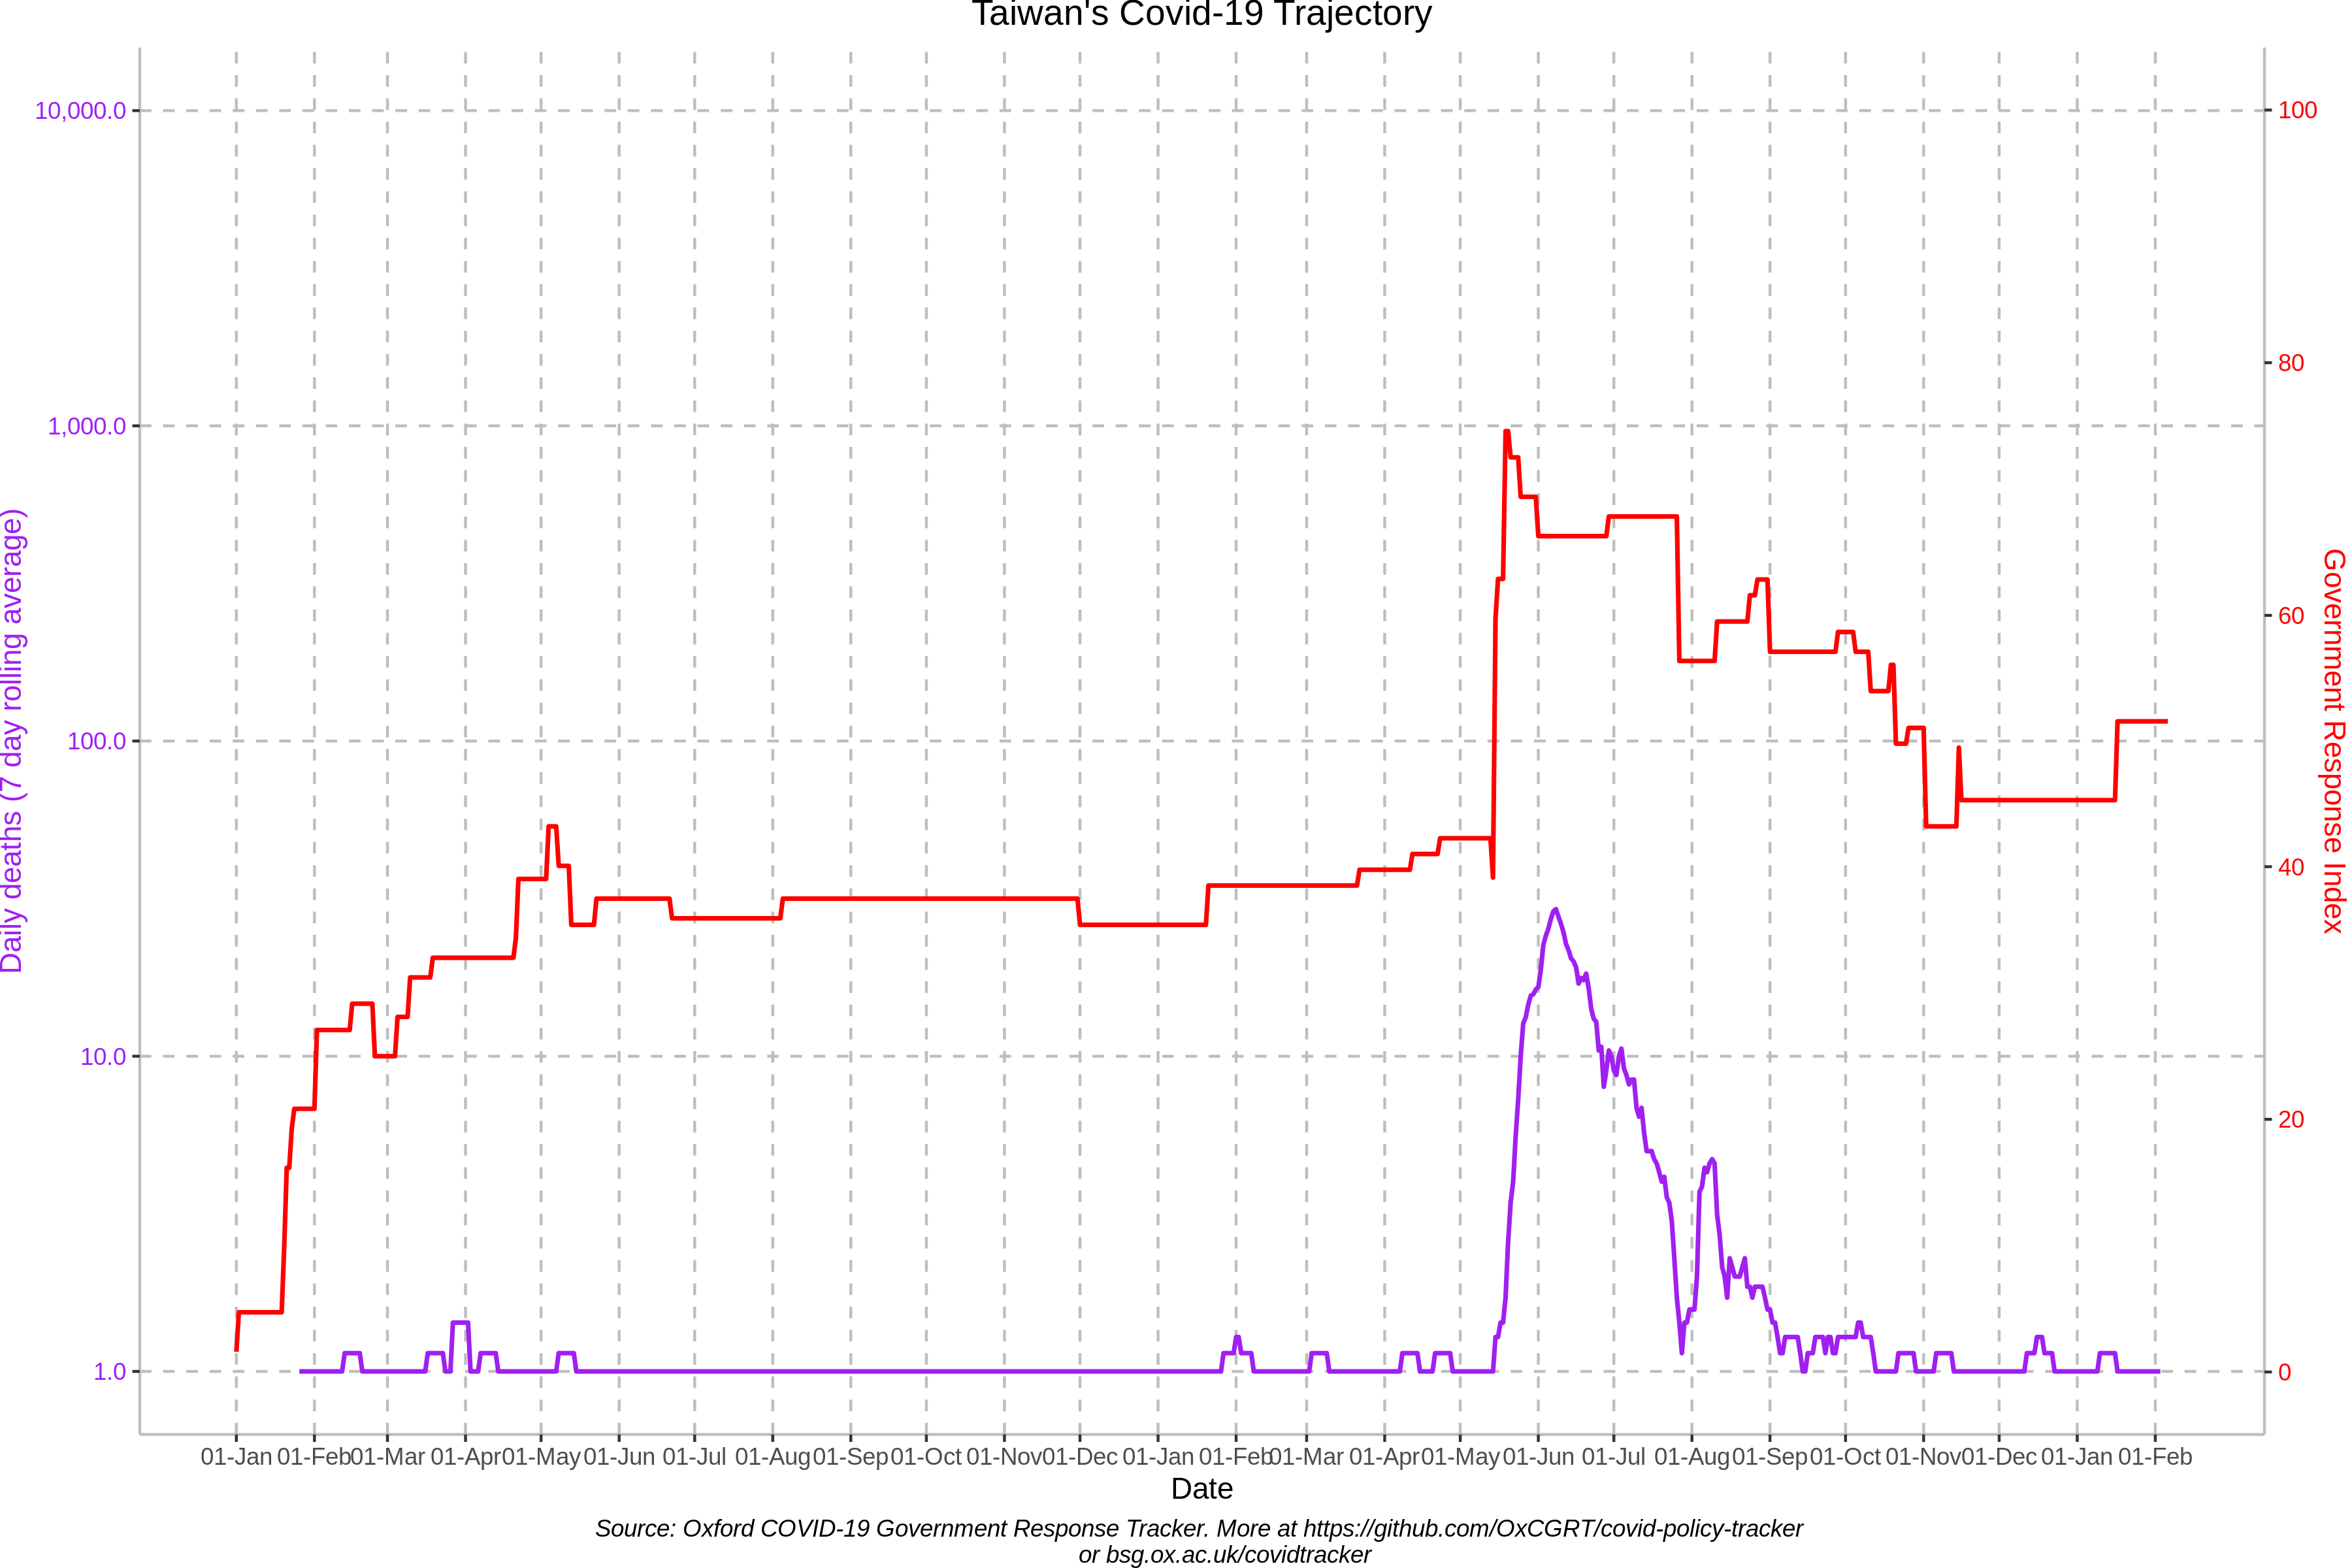 Taiwan's Covid-19 Trajectory
10,000.0
1,000.0
100.0
10.0
1.0
Daily deaths (7 day rolling average)
100
80
60
40
20
0
Government Response Index
01-Jan 01-Feb 01-Mar 01-Apr 01-May 01-Jun 01-Jul 01-Aug 01-Sep 01-Oct 01-Nov 01-Dec 01-Jan 01-Feb 01-Mar 01-Apr 01-May 01-Jun 01-Jul 01-Aug 01-Sep 01-Oct 01-Nov 01-Dec 01-Jan 01-Feb
Date
Source: Oxford COVID-19 Government Response Tracker. More at https://github.com/OxCGRT/covid-policy-tracker
or bsg.ox.ac.uk/covidtracker